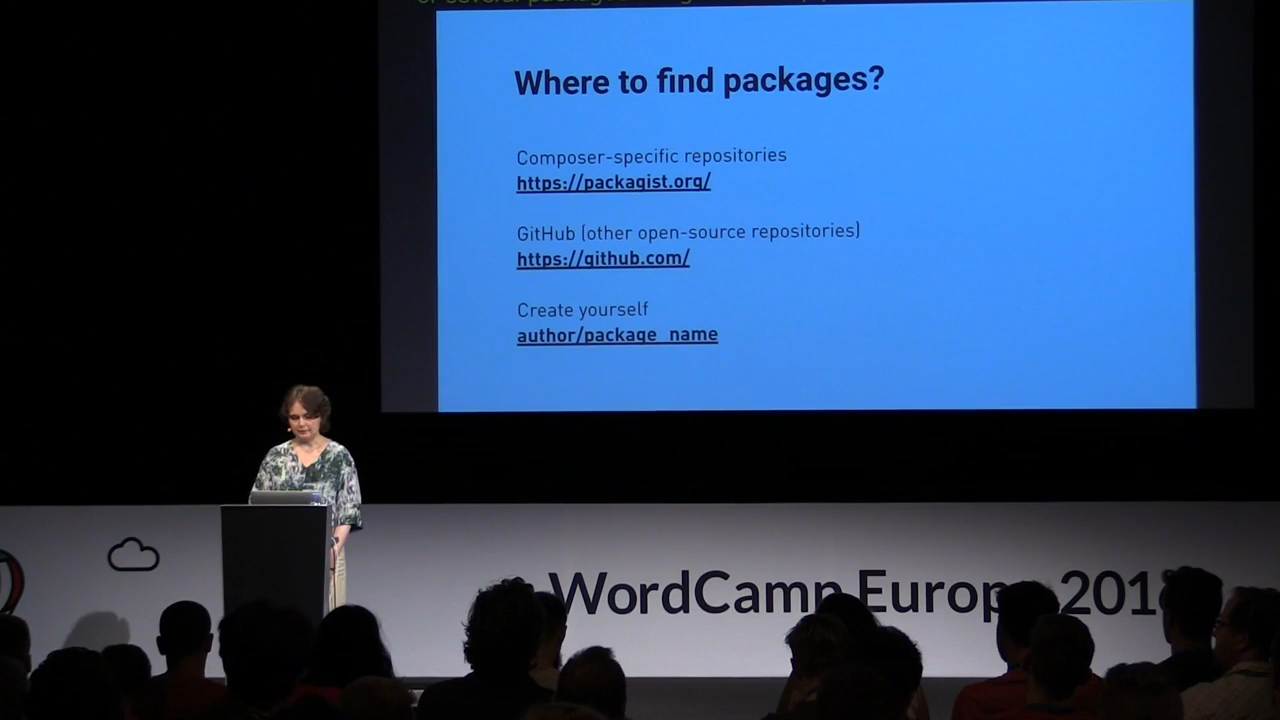 Where to find packages?
Composer-specific repositories
https://packagist.org/
GitHub (other open-source repositories)
https://github.com/
Create yourself
author/package_name
WordCamp Europe 201